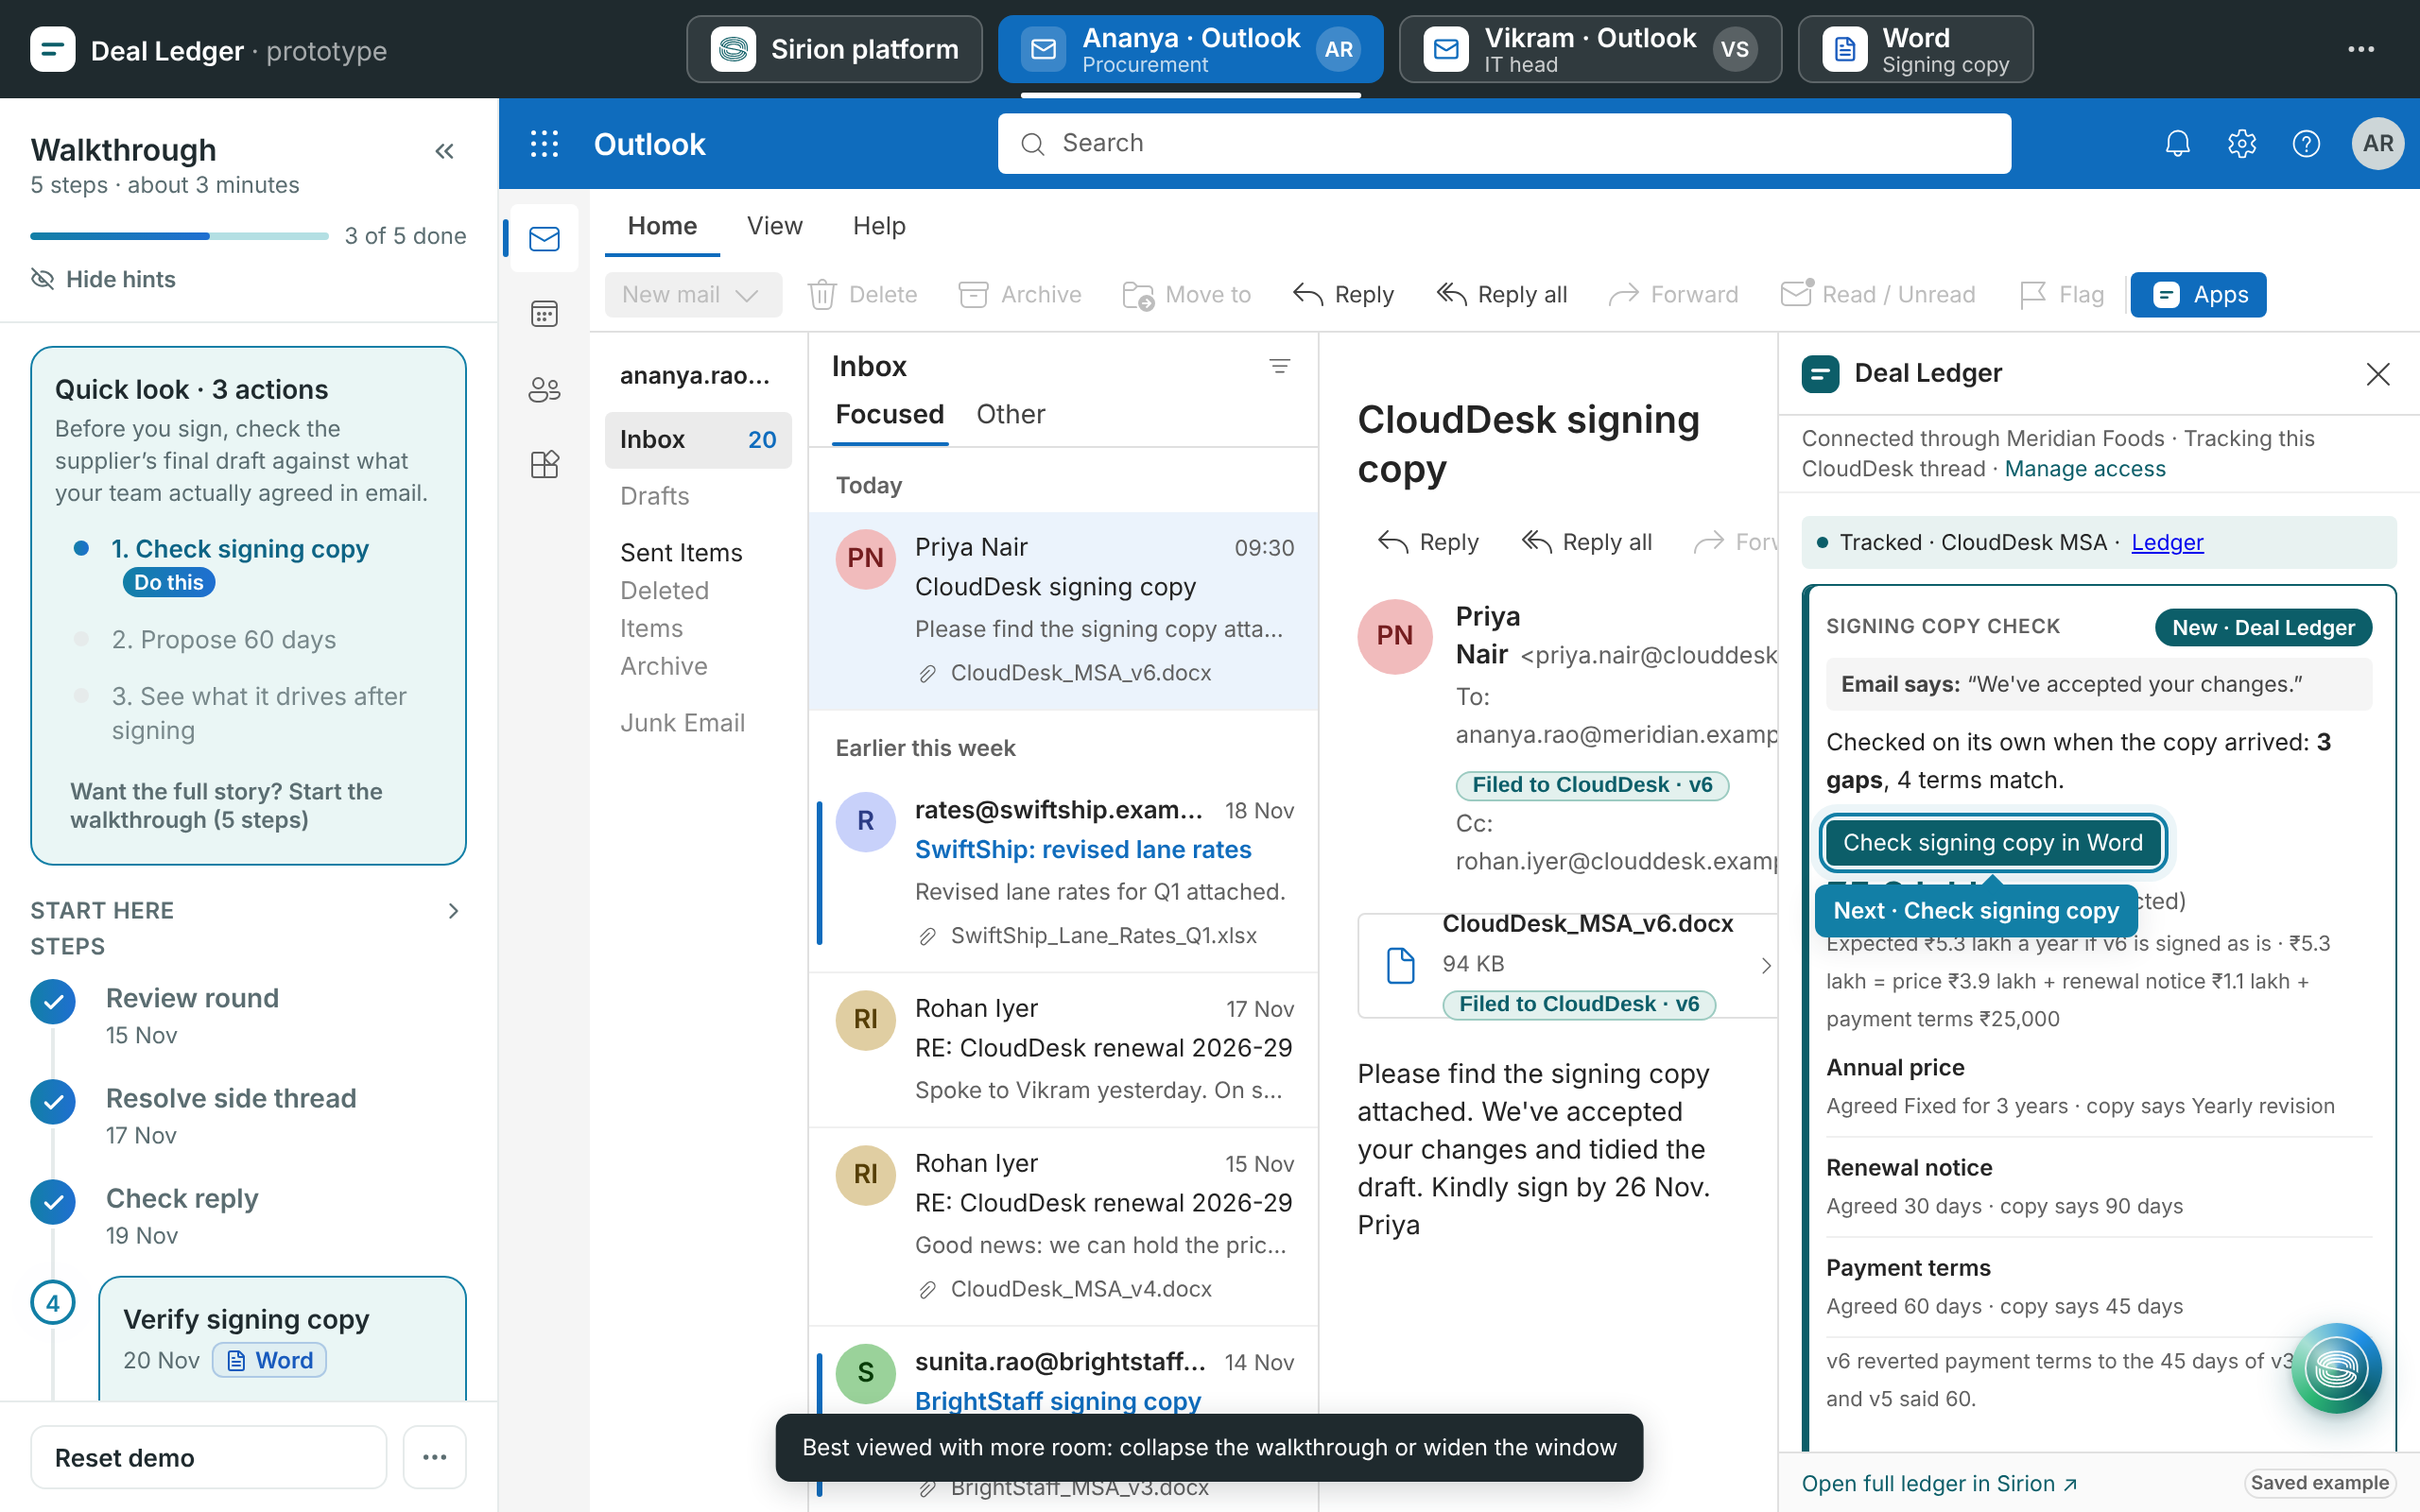 Deal Ledger · prototype
Sirion platform
Ananya · Outlook
Procurement
AR
Vikram · Outlook
IT head
VS
Word
Signing copy
Walkthrough
5 steps · about 3 minutes
3 of 5 done
Hide hints
Quick look · 3 actions
Before you sign, check the
supplier’s final draft against what
your team actually agreed in email.
1. Check signing copy
Do this
2. Propose 60 days
3. See what it drives after
signing
Want the full story? Start the
walkthrough (5 steps)
START HERE
STEPS
Review round
15 Nov
Resolve side thread
17 Nov
Check reply
19 Nov
4
Verify signing copy
20 Nov
Word
Reset demo
Outlook
Search
AR
Home
View
Help
New mail
Delete
Archive
Move to
Reply
Reply all
Forward
Read / Unread
Flag
Apps
ananya.rao...
Inbox 20
Drafts
Sent Items
Deleted
Items
Archive
Junk Email
Inbox
Focused
Other
Today
PN
Priya Nair 09:30
CloudDesk signing copy
Please find the signing copy atta...
CloudDesk_MSA_v6.docx
Earlier this week
R
rates@swiftship.exam... 18 Nov
SwiftShip: revised lane rates
Revised lane rates for Q1 attached.
SwiftShip_Lane_Rates_Q1.xlsx
RI
Rohan Iyer 17 Nov
RE: CloudDesk renewal 2026-29
Spoke to Vikram yesterday. On s...
RI
Rohan Iyer 15 Nov
RE: CloudDesk renewal 2026-29
Good news: we can hold the pric...
CloudDesk_MSA_v4.docx
S
sunita.rao@brightstaff... 14 Nov
BrightStaff signing copy
BrightStaff_MSA_v3.docx
CloudDesk signing
copy
Reply
Reply all
Forw
PN
Priya
Nair <priya.nair@clouddesk
To:
ananya.rao@meridian.examp
Filed to CloudDesk · v6
Cc:
rohan.iyer@clouddesk.examp
CloudDesk_MSA_v6.docx
94 KB
Filed to CloudDesk · v6
Please find the signing copy
attached. We've accepted
your changes and tidied the
draft. Kindly sign by 26 Nov.
Priya
Deal Ledger
Connected through Meridian Foods · Tracking this
CloudDesk thread · Manage access
Tracked · CloudDesk MSA · Ledger
SIGNING COPY CHECK
New · Deal Ledger
Email says: “We've accepted your changes.”
Checked on its own when the copy arrived: 3
gaps, 4 terms match.
Check signing copy in Word
Next · Check signing copy
Expected ₹5.3 lakh a year if v6 is signed as is · ₹5.3
lakh = price ₹3.9 lakh + renewal notice ₹1.1 lakh +
payment terms ₹25,000
Annual price
Agreed Fixed for 3 years · copy says Yearly revision
Renewal notice
Agreed 30 days · copy says 90 days
Payment terms
Agreed 60 days · copy says 45 days
v6 reverted payment terms to the 45 days of v3
and v5 said 60.
Open full ledger in Sirion ↗
Saved example
Best viewed with more room: collapse the walkthrough or widen the window